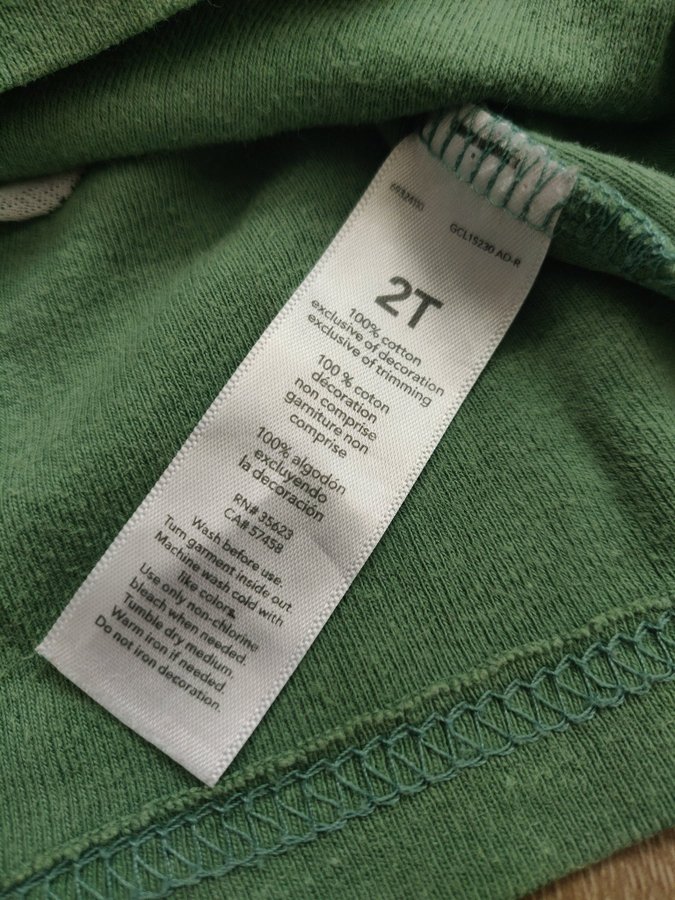 GCL15230 AD-R
2T
100% cotton
exclusive of decoration
exclusive of trimming
100 % coton
décoration
non comprise
garniture non
comprise
100% algodón
excluyendo
la decoración
RN# 35623
CA# 57458
Wash before use.
Turn garment inside out.
Machine wash cold with
like colors.
Use only non-chlorine
bleach when needed.
Tumble dry medium.
Warm iron if needed.
Do not iron decoration.